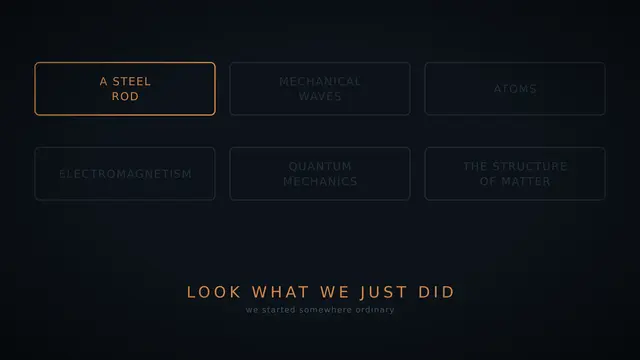 A STEEL
ROD
MECHANICAL
WAVES
ATOMS
ELECTROMAGNETISM
QUANTUM
MECHANICS
THE STRUCTURE
OF MATTER
LOOK WHAT WE JUST DID
we started somewhere ordinary